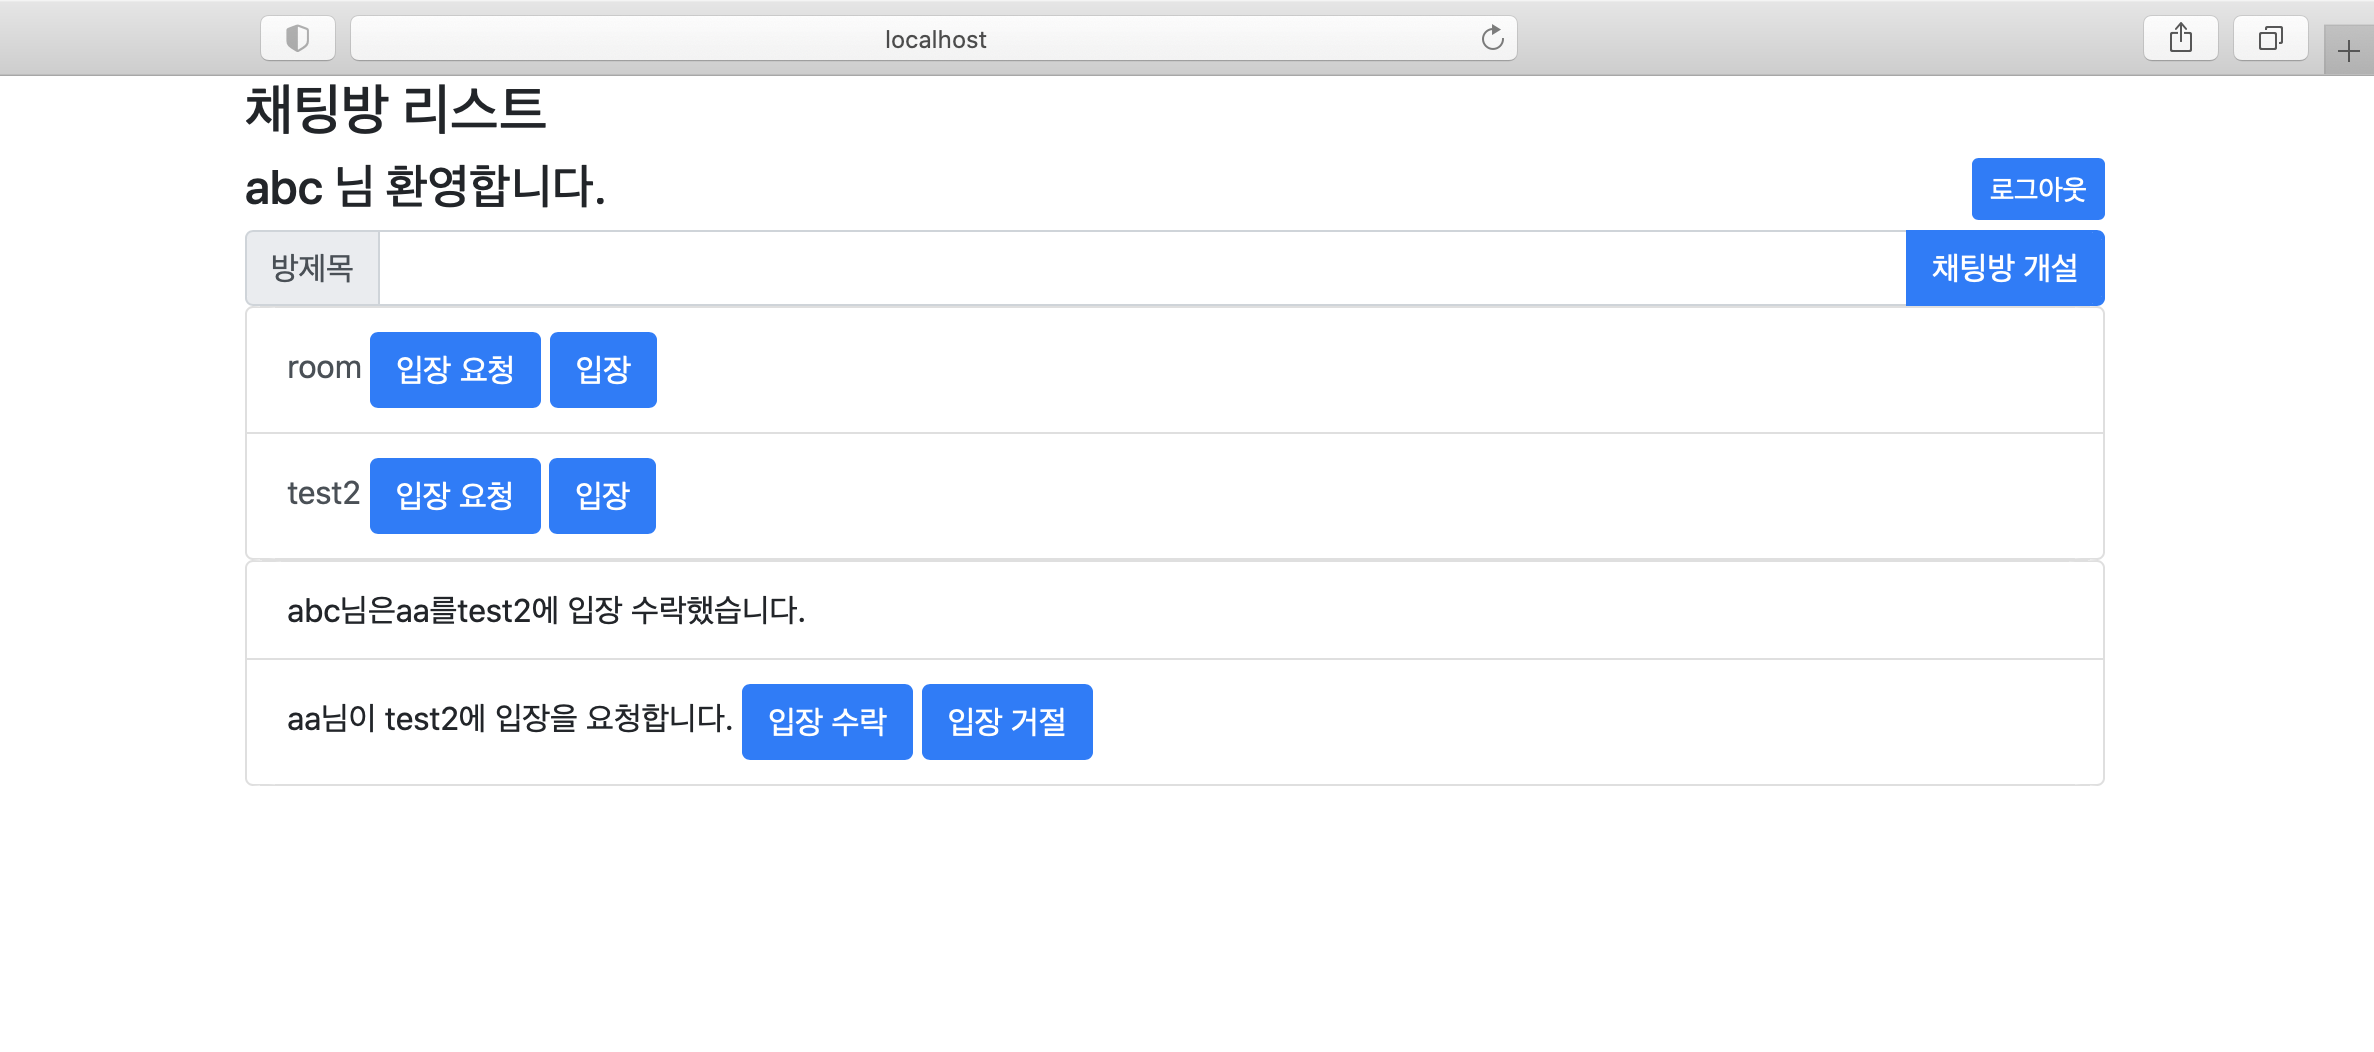 localhost
채팅방 리스트
abc 님 환영합니다.
로그아웃
방제목
채팅방 개설
room 입장 요청 입장
test2 입장 요청 입장
abc님은aa를test2에 입장 수락했습니다.
aa님이 test2에 입장을 요청합니다. 입장 수락 입장 거절